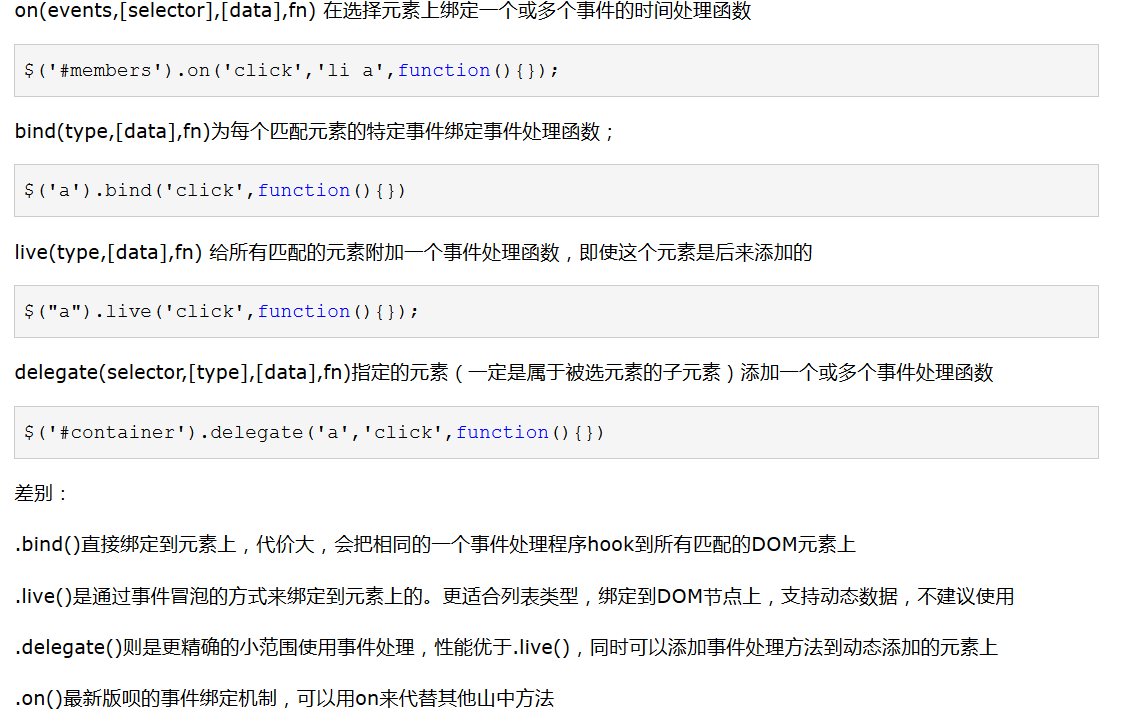 on(events,[selector],[data],fn) 在选择元素上绑定一个或多个事件的时间处理函数
$('#members').on('click','li a',function(){});
bind(type,[data],fn)为每个匹配元素的特定事件绑定事件处理函数；
$('a').bind('click',function(){})
live(type,[data],fn) 给所有匹配的元素附加一个事件处理函数，即使这个元素是后来添加的
$("a").live('click',function(){});
delegate(selector,[type],[data],fn)指定的元素（一定是属于被选元素的子元素）添加一个或多个事件处理函数
$('#container').delegate('a','click',function(){})
差别：
.bind()直接绑定到元素上，代价大，会把相同的一个事件处理程序hook到所有匹配的DOM元素上
.live()是通过事件冒泡的方式来绑定到元素上的。更适合列表类型，绑定到DOM节点上，支持动态数据，不建议使用
.delegate()则是更精确的小范围使用事件处理，性能优于.live()，同时可以添加事件处理方法到动态添加的元素上
.on()最新版呗的事件绑定机制，可以用on来代替其他山中方法